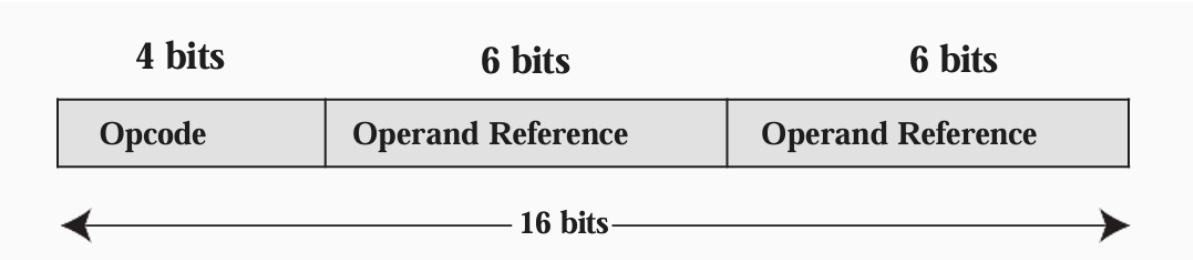 4 bits 6 bits 6 bits
Opcode Operand Reference Operand Reference
16 bits